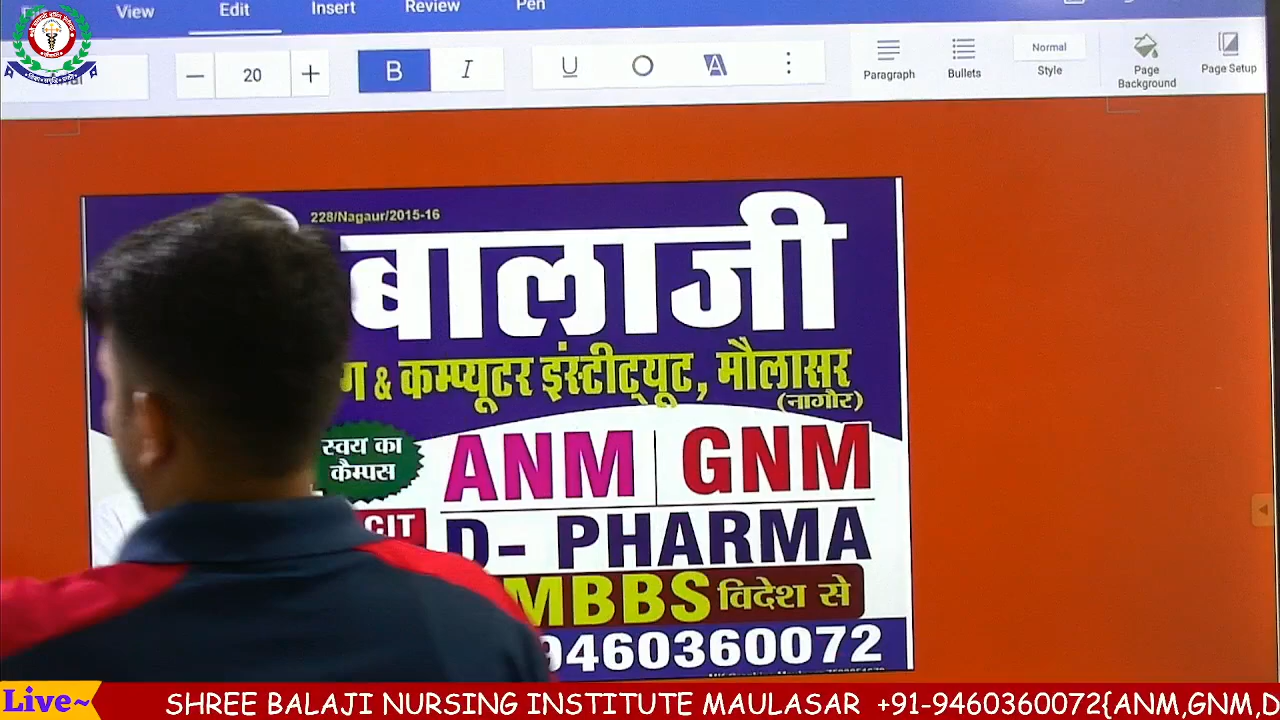 View Edit Insert Review Pen
20 B I U A Paragraph Bullets Normal Style Page Background Page Setup
228/Nagaur/2015-16
बालाजी
ग & कम्प्यूटर इंस्टीट्यूट, मौलासर
(नागौर)
स्वयं का
कैम्पस
ANM GNM
CIT
D- PHARMA
MBBS विदेश से
9460360072
Live~ SHREE BALAJI NURSING INSTITUTE MAULASAR +91-9460360072{ANM,GNM,D